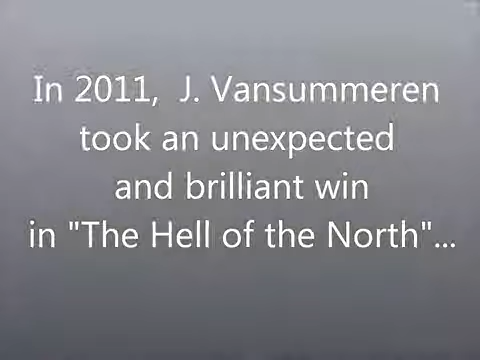 In 2011,  J. Vansummeren
took an unexpected
and brilliant win
in "The Hell of the North"...